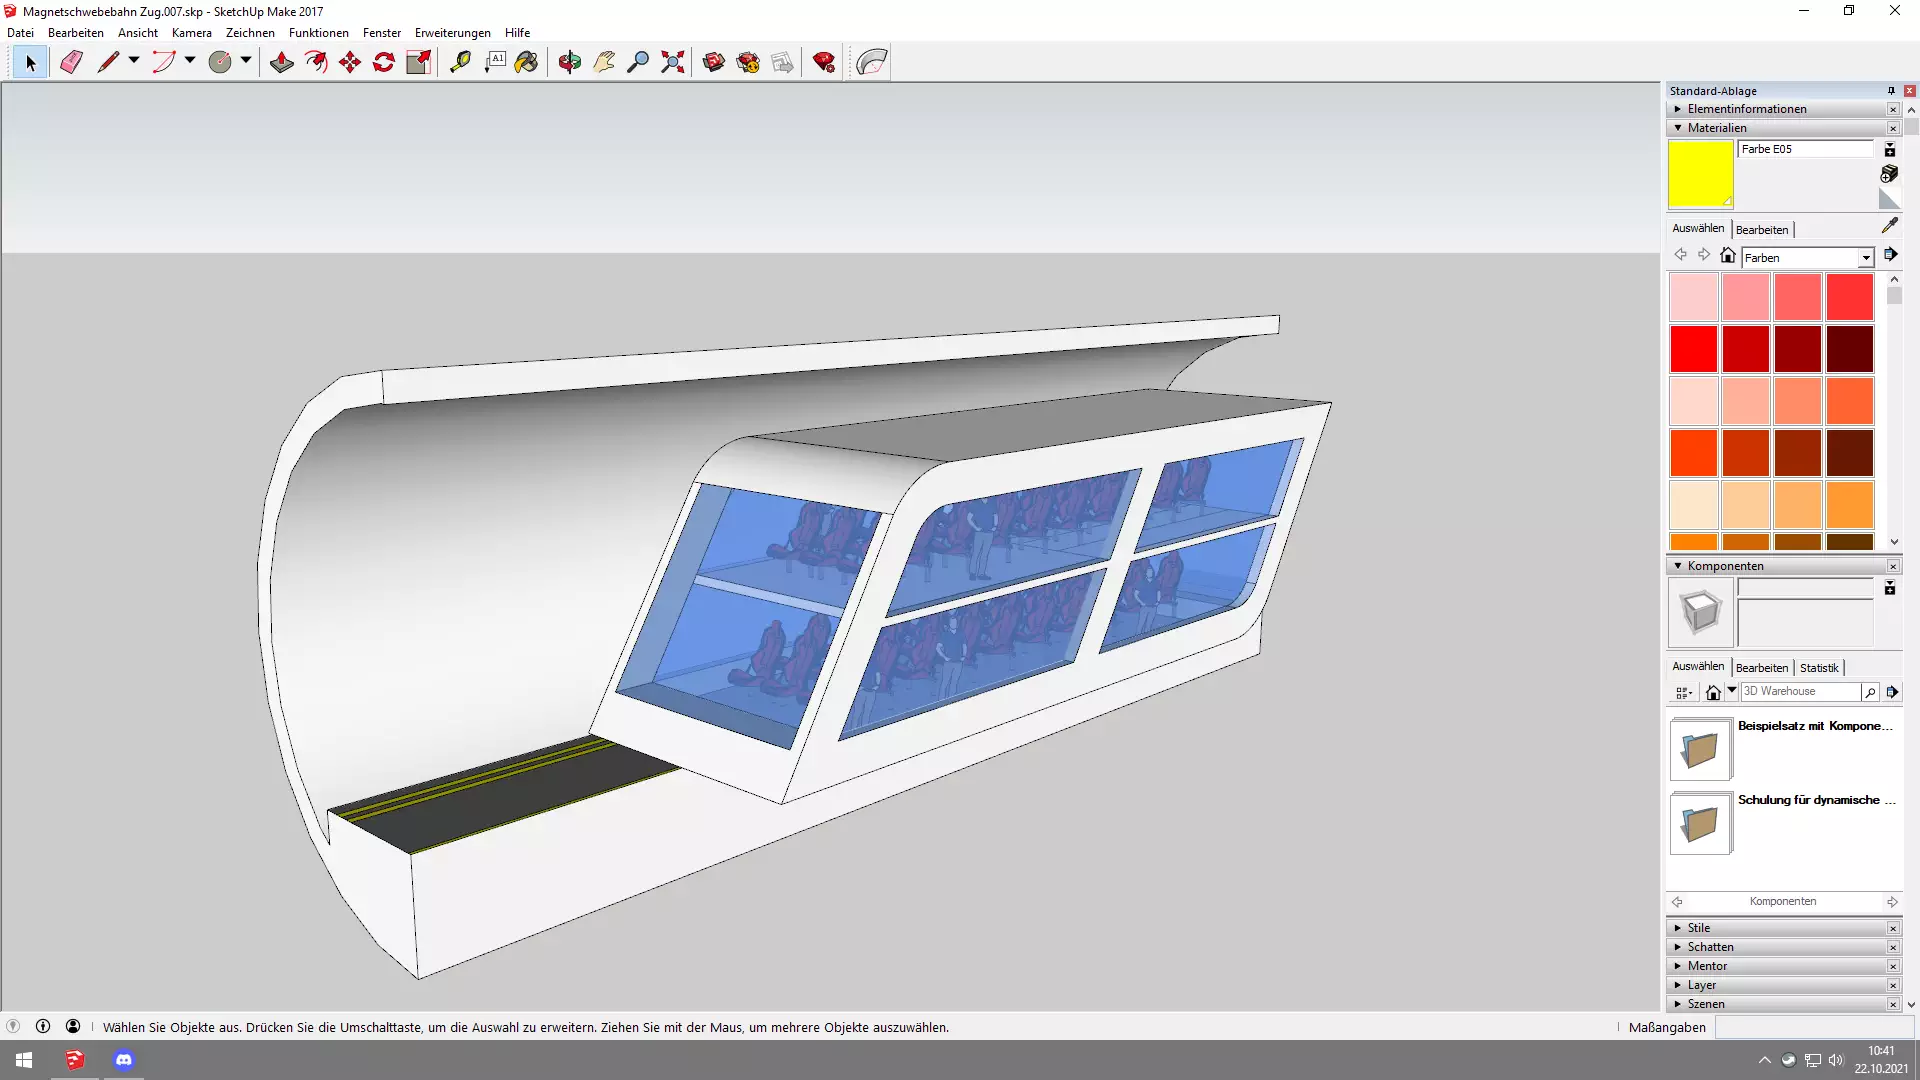 Magnetschwebebahn Zug.007.skp - SketchUp Make 2017
Datei Bearbeiten Ansicht Kamera Zeichnen Funktionen Fenster Erweiterungen Hilfe
A1
Standard-Ablage
Elementinformationen
Materialien
Farbe E05
Auswählen Bearbeiten
Farben
Komponenten
Auswählen Bearbeiten Statistik
3D Warehouse
Beispielsatz mit Kompone...
Schulung für dynamische ...
Komponenten
Stile
Schatten
Mentor
Layer
Szenen
Wählen Sie Objekte aus. Drücken Sie die Umschalttaste, um die Auswahl zu erweitern. Ziehen Sie mit der Maus, um mehrere Objekte auszuwählen.
Maßangaben
10:41
22.10.2021